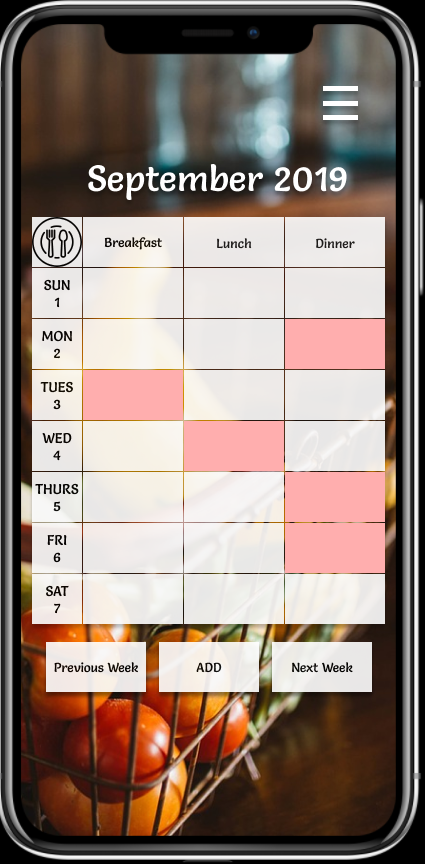 September 2019
Breakfast Lunch Dinner
SUN
1
MON
2
TUES
3
WED
4
THURS
5
FRI
6
SAT
7
Previous Week ADD Next Week